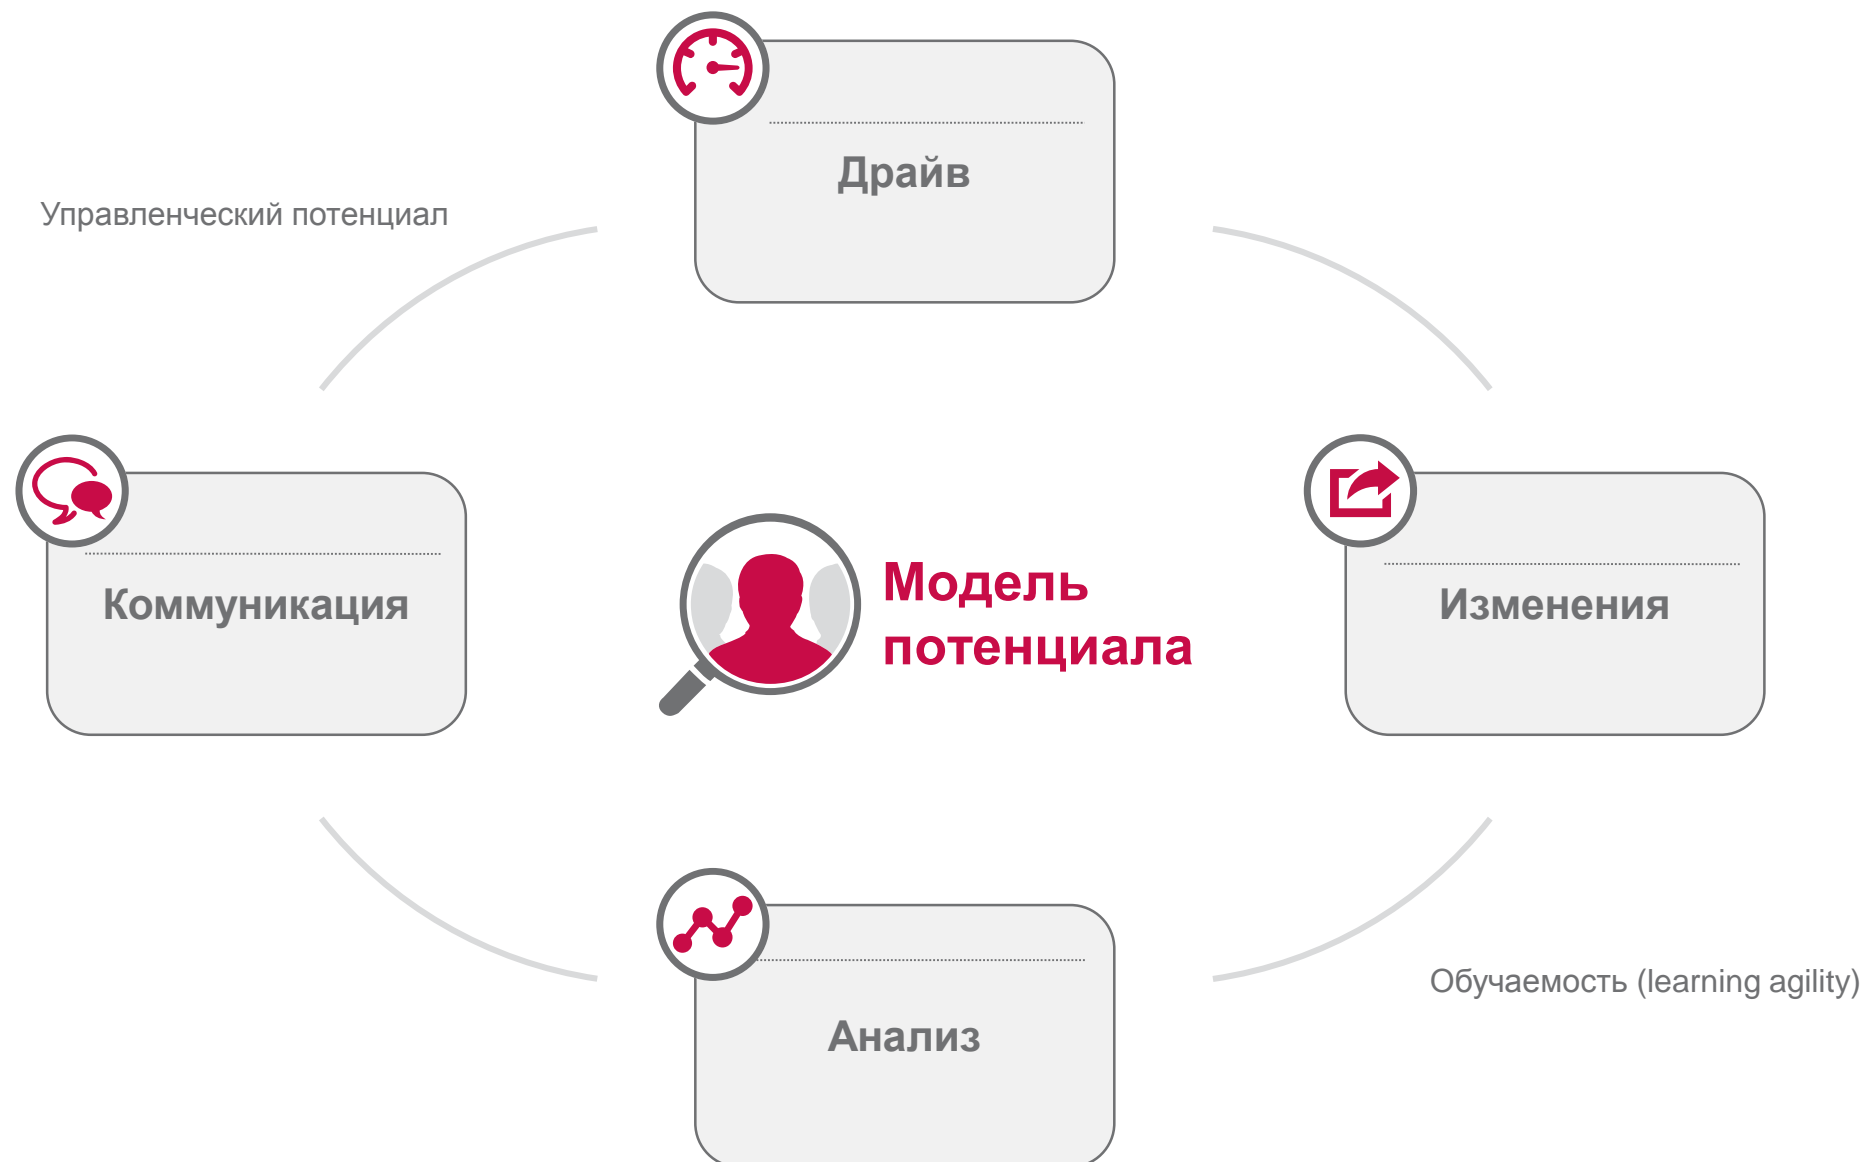 Драйв
Управленческий потенциал
Коммуникация
Модель
потенциала
Изменения
Обучаемость (learning agility)
Анализ